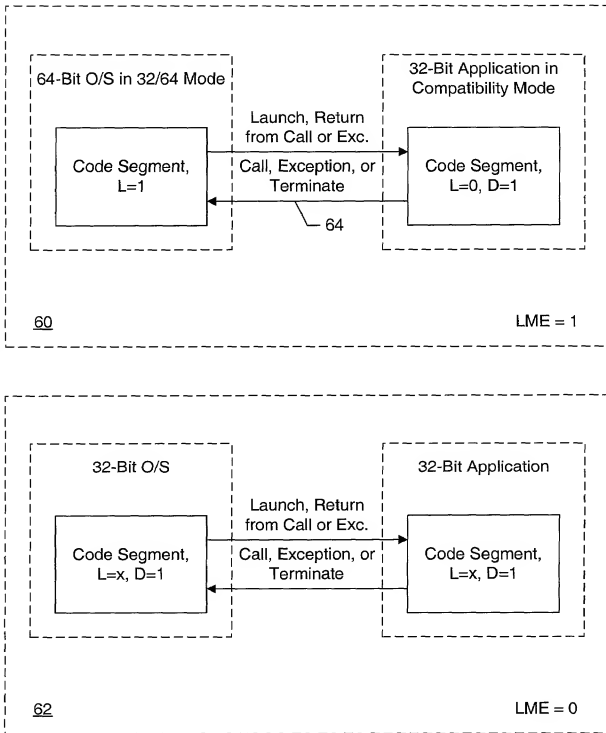 64-Bit O/S in 32/64 Mode
32-Bit Application in
Compatibility Mode
Launch, Return
from Call or Exc.
Code Segment,
L=1
Call, Exception, or
Terminate
Code Segment,
L=0, D=1
64
60
LME = 1
32-Bit O/S
32-Bit Application
Launch, Return
from Call or Exc.
Code Segment,
L=x, D=1
Call, Exception, or
Terminate
Code Segment,
L=x, D=1
62
LME = 0